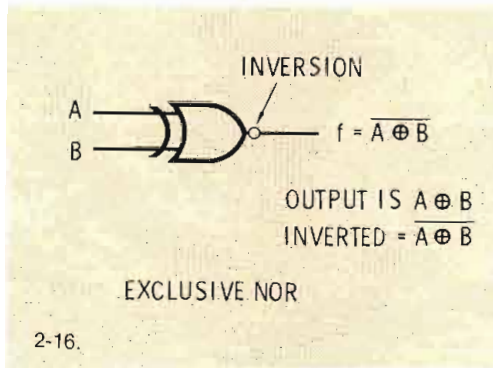 INVERSION
A
B
f = A ⊕ B̅
OUTPUT IS A ⊕ B
INVERTED = A̅ ⊕ B̅
EXCLUSIVE NOR
2-16.